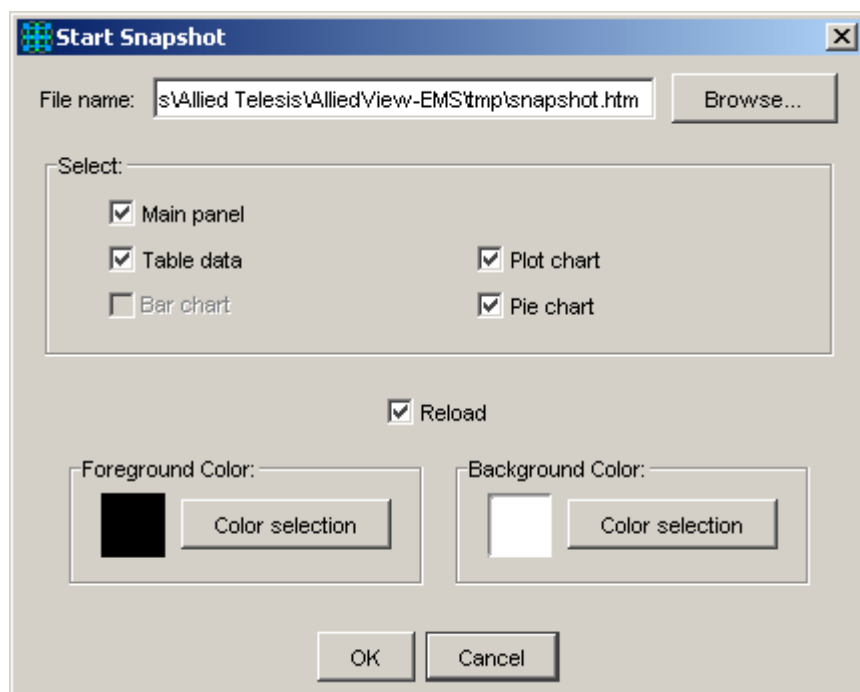 Start Snapshot
File name: s\Allied Telesis\AlliedView-EMS\tmp\snapshot.htm Browse...
Select:
Main panel
Table data Plot chart
Bar chart Pie chart
Reload
Foreground Color: Background Color:
Color selection Color selection
OK Cancel